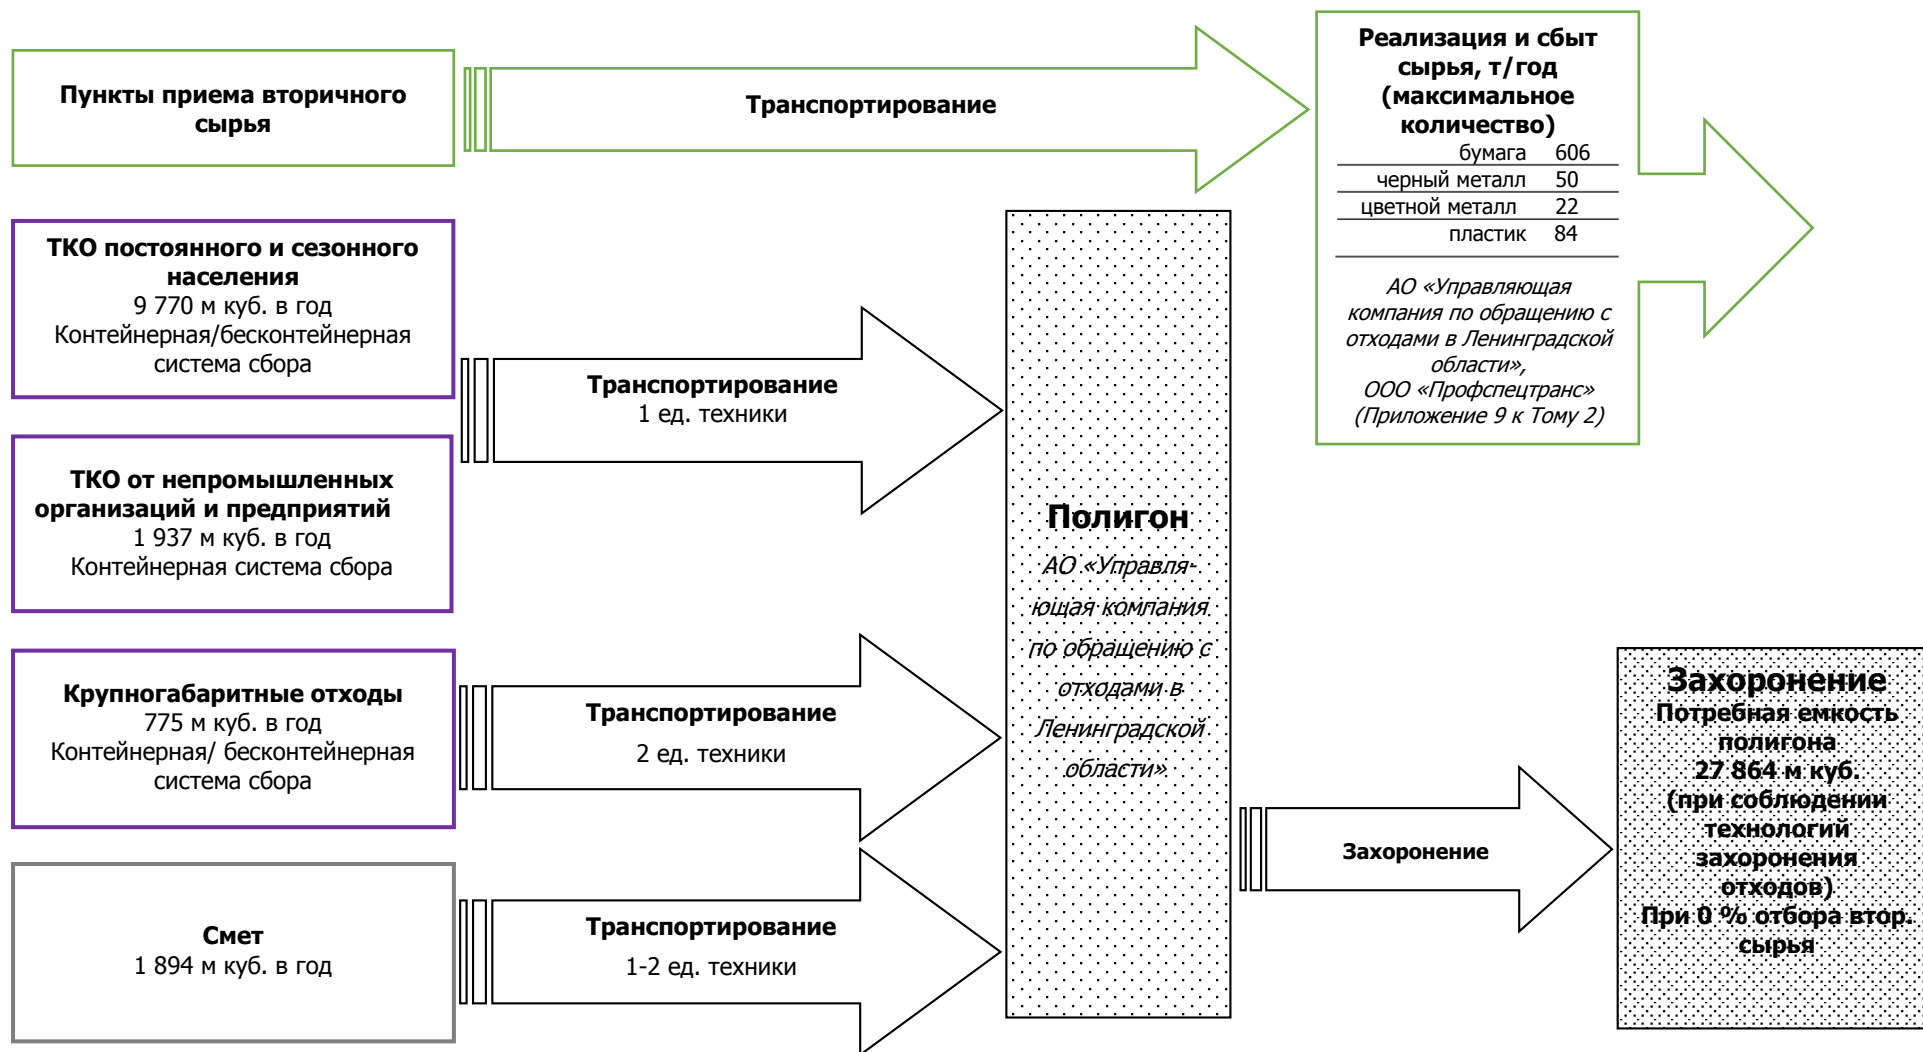 Пункты приема вторичного
сырья
Транспортирование
Реализация и сбыт
сырья, т/год
(максимальное
количество)
бумага 606
черный металл 50
цветной металл 22
пластик 84
АО «Управляющая
компания по обращению с
отходами в Ленинградской
области»,
ООО «Профспецтранс»
(Приложение 9 к Тому 2)
ТКО постоянного и сезонного
населения
9 770 м куб. в год
Контейнерная/бесконтейнерная
система сбора
ТКО от непромышленных
организаций и предприятий
1 937 м куб. в год
Контейнерная система сбора
Транспортирование
1 ед. техники
Крупногабаритные отходы
775 м куб. в год
Контейнерная/ бесконтейнерная
система сбора
Транспортирование
2 ед. техники
Смет
1 894 м куб. в год
Транспортирование
1-2 ед. техники
Полигон
АО «Управля-
ющая компания
по обращению с
отходами в
Ленинградской
области»
Захоронение
Захоронение
Потребная емкость
полигона
27 864 м куб.
(при соблюдении
технологий
захоронения
отходов)
При 0 % отбора втор.
сырья